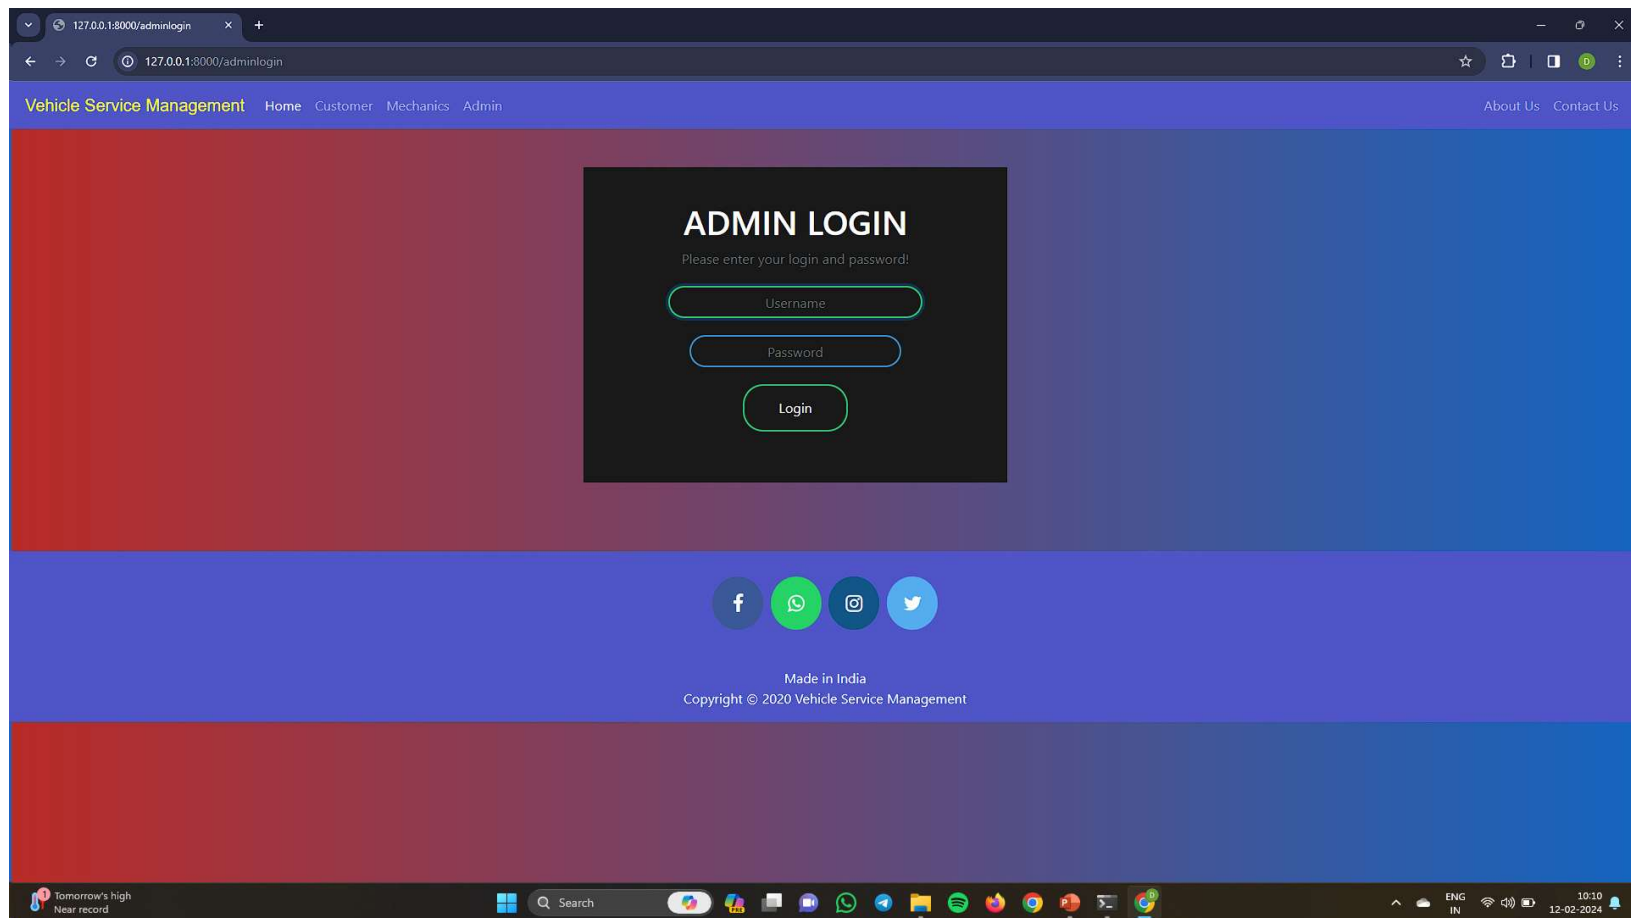 127.0.0.1:8000/adminlogin
127.0.0.1:8000/adminlogin
D
Vehicle Service Management Home Customer Mechanics Admin About Us Contact Us
ADMIN LOGIN
Please enter your login and password!
Username
Password
Login
Made in India
Copyright © 2020 Vehicle Service Management
1 Tomorrow's high
Near record
Search
PRE
D
ENG
IN
10:10
12-02-2024